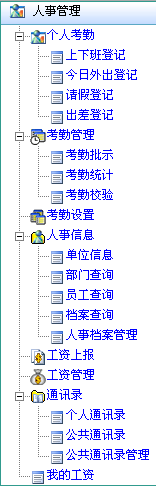 人事管理
个人考勤
上下班登记
今日外出登记
请假登记
出差登记
考勤管理
考勤批示
考勤统计
考勤校验
考勤设置
人事信息
单位信息
部门查询
员工查询
档案查询
人事档案管理
工资上报
工资管理
通讯录
个人通讯录
公共通讯录
公共通讯录管理
我的工资